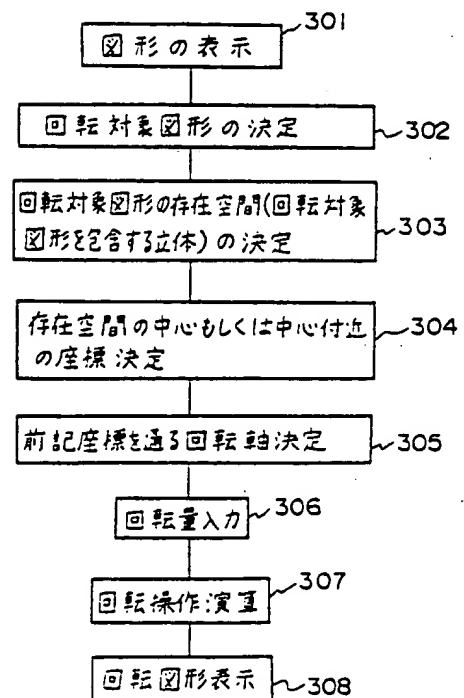 図形の表示
301
回転対象図形の決定
302
回転対象図形の存在空間(回転対象
図形を包含する立体)の決定
303
存在空間の中心もしくは中心付近
の座標決定
304
前記座標を通る回転軸決定
305
回転量入力
306
回転操作演算
307
回転図形表示
308